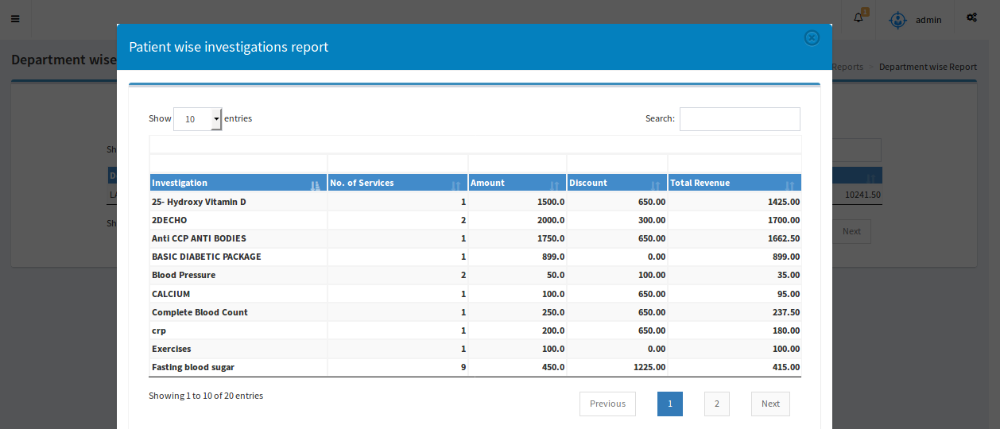 1
admin
Patient wise investigations report
Department wise
Reports > Department wise Report
Show 10 entries Search:
Sh
D
Investigation No. of Services Amount Discount Total Revenue
LA 10241.50
25- Hydroxy Vitamin D 1 1500.0 650.00 1425.00
2DECHO 2 2000.0 300.00 1700.00
Sh
Next
Anti CCP ANTI BODIES 1 1750.0 650.00 1662.50
BASIC DIABETIC PACKAGE 1 899.0 0.00 899.00
Blood Pressure 2 50.0 100.00 35.00
CALCIUM 1 100.0 650.00 95.00
Complete Blood Count 1 250.0 650.00 237.50
crp 1 200.0 650.00 180.00
Exercises 1 100.0 0.00 100.00
Fasting blood sugar 9 450.0 1225.00 415.00
Showing 1 to 10 of 20 entries
Previous 1 2 Next